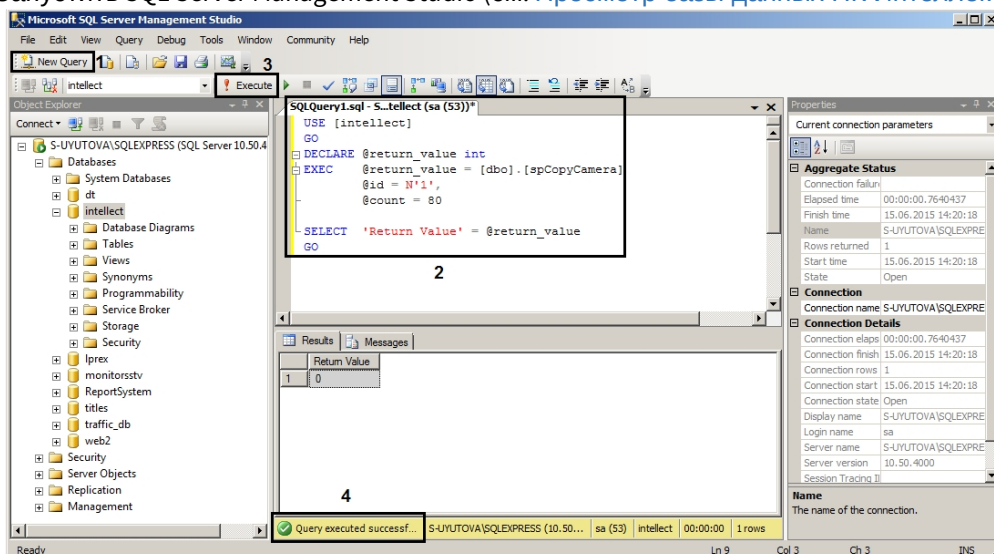 SQL Server Management Studio
Microsoft SQL Server Management Studio
File Edit View Query Debug Tools Window Community Help
New Query 1
3
intellect Execute
Object Explorer
Connect
S-UYUTOVA\SQLEXPRESS (SQL Server 10.50.4
Databases
System Databases
dt
intellect
Database Diagrams
Tables
Views
Synonyms
Programmability
Service Broker
Storage
Security
lprex
monitorsstv
ReportSystem
titles
traffic_db
web2
Security
Server Objects
Replication
Management
SQLQuery1.sql - S...tellect (sa (53))*
USE [intellect]
GO
DECLARE @return_value int
EXEC @return_value = [dbo].[spCopyCamera]
@id = N'1',
@count = 80
SELECT 'Return Value' = @return_value
GO
2
Results Messages
Return Value
1 0
4
Query executed successf... S-UYUTOVA\SQLEXPRESS (10.50... sa (53) intellect 00:00:00 1 rows
Properties
Current connection parameters
Aggregate Status
Connection failur
Elapsed time 00:00:00.7640437
Finish time 15.06.2015 14:20:18
Name S-UYUTOVA\SQLEXPRE
Rows returned 1
Start time 15.06.2015 14:20:18
State Open
Connection
Connection name S-UYUTOVA\SQLEXPRE
Connection Details
Connection elaps 00:00:00.7640437
Connection finish 15.06.2015 14:20:18
Connection rows 1
Connection start 15.06.2015 14:20:18
Connection state Open
Display name S-UYUTOVA\SQLEXPRE
Login name sa
Server name S-UYUTOVA\SQLEXPRE
Server version 10.50.4000
Session Tracing II
Name
The name of the connection.
Ready Ln 9 Col 3 Ch 3 INS